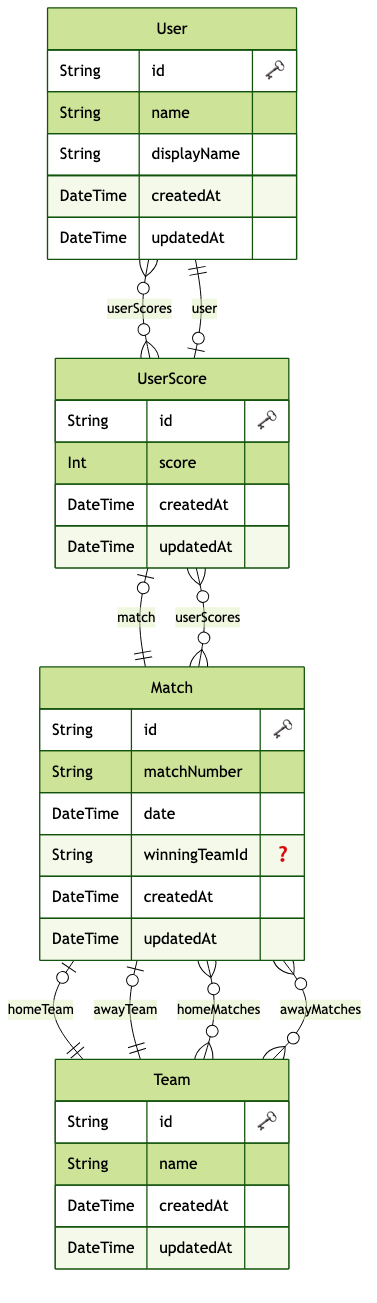 User
String id
String name
String displayName
DateTime createdAt
DateTime updatedAt
userScores user
UserScore
String id
Int score
DateTime createdAt
DateTime updatedAt
match userScores
Match
String id
String matchNumber
DateTime date
String winningTeamId ❓
DateTime createdAt
DateTime updatedAt
homeTeam awayTeam homeMatches awayMatches
Team
String id
String name
DateTime createdAt
DateTime updatedAt